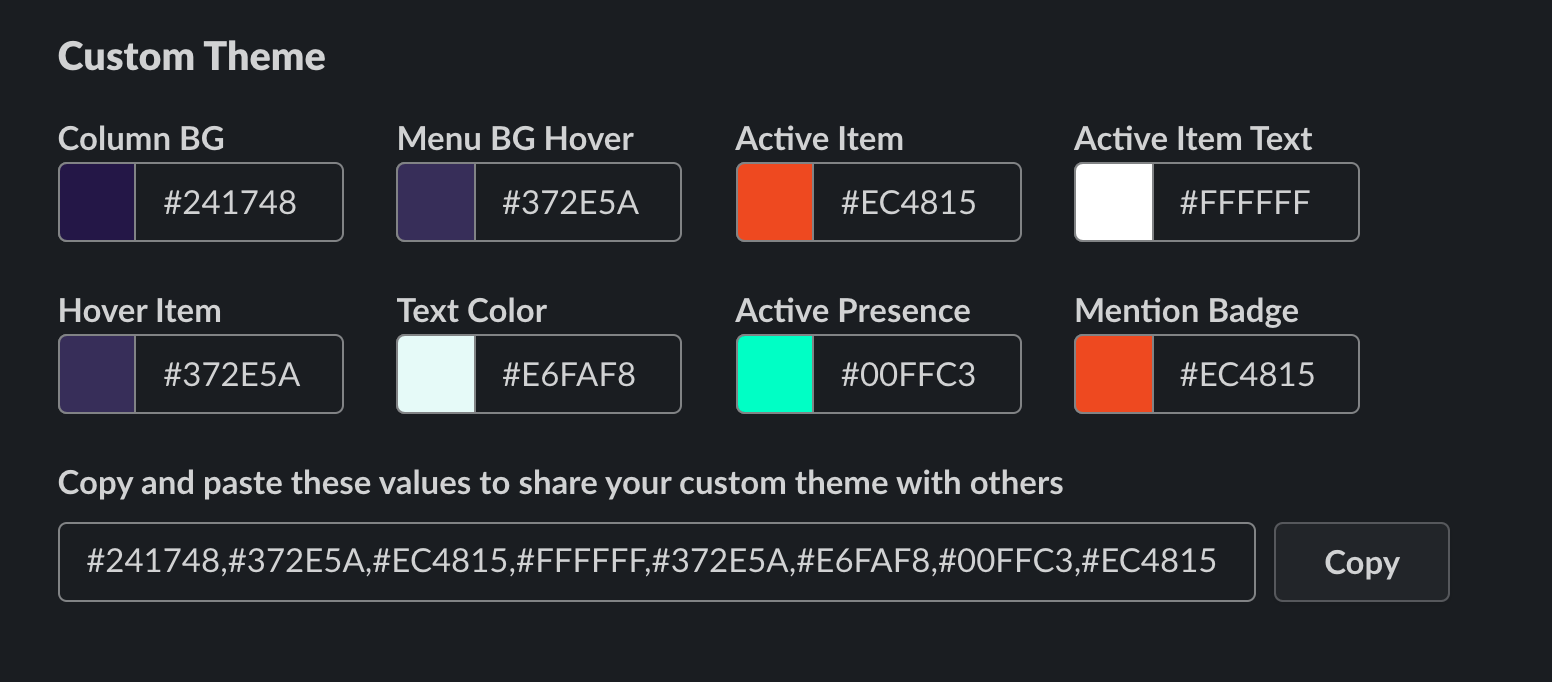 Custom Theme
Column BG
Menu BG Hover
Active Item
Active Item Text
#241748
#372E5A
#EC4815
#FFFFFF
Hover Item
Text Color
Active Presence
Mention Badge
#372E5A
#E6FAF8
#00FFC3
#EC4815
Copy and paste these values to share your custom theme with others
#241748,#372E5A,#EC4815,#FFFFFF,#372E5A,#E6FAF8,#00FFC3,#EC4815
Copy